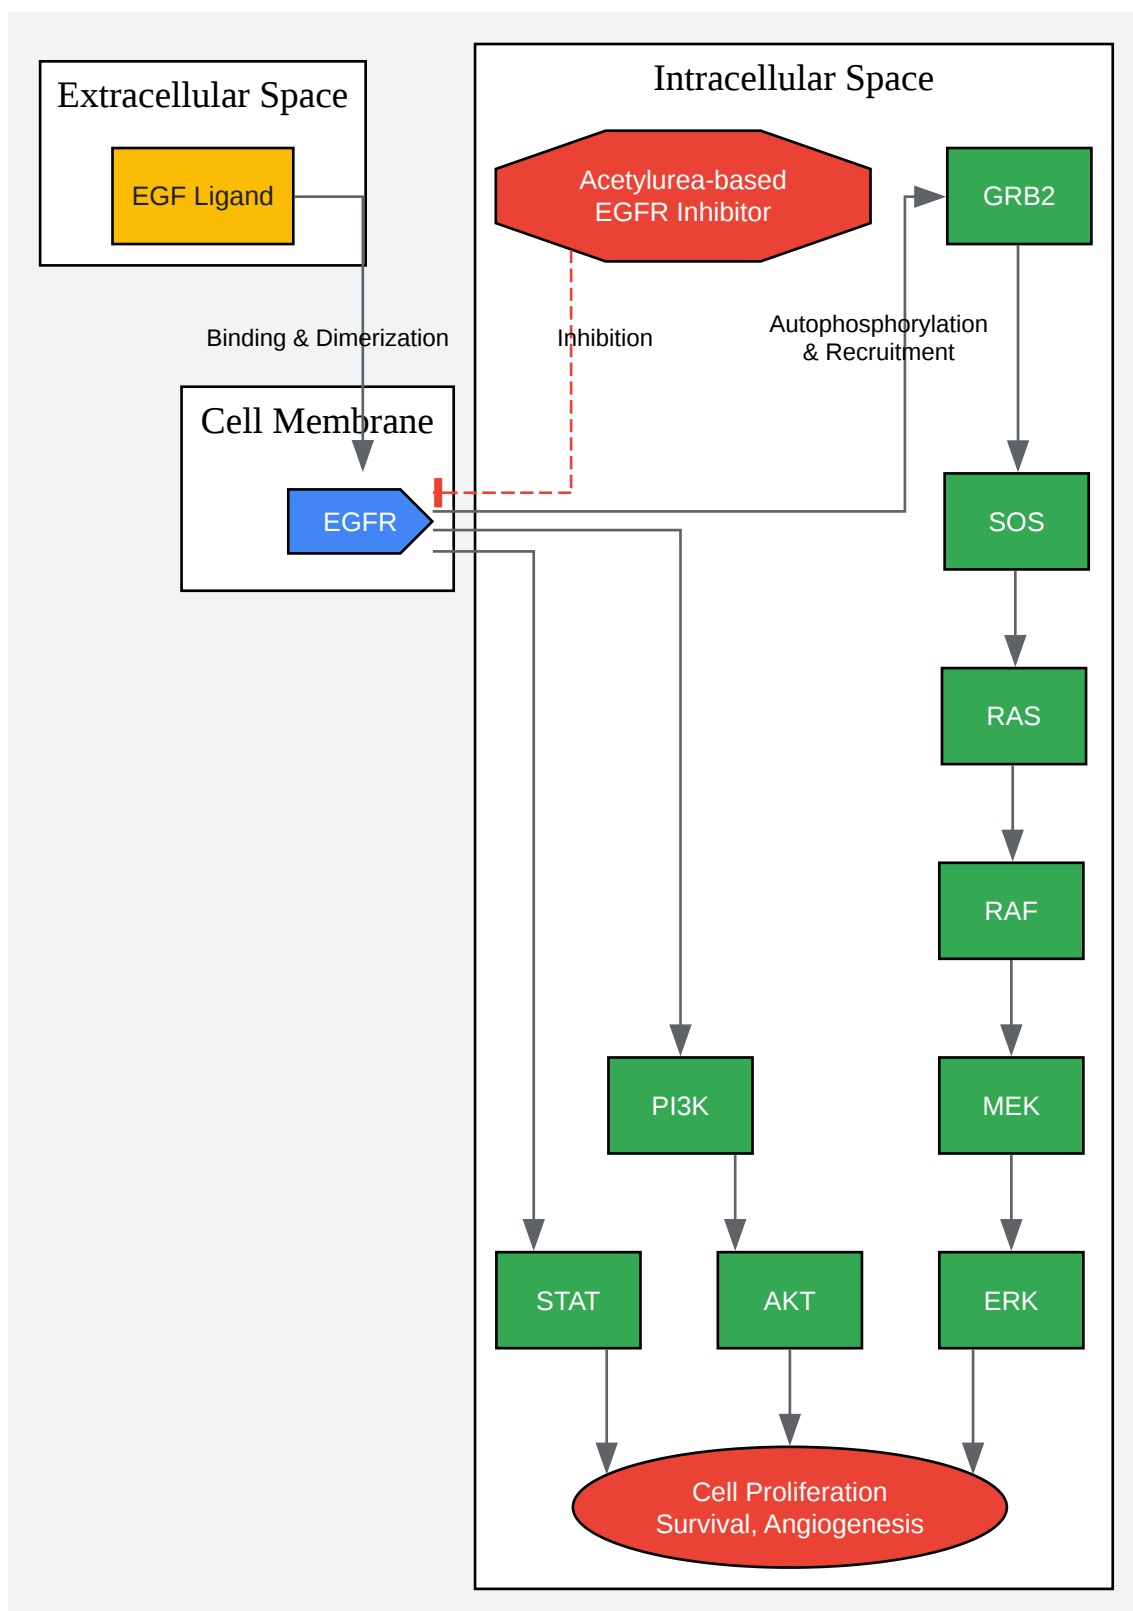 Extracellular Space
EGF Ligand
Binding & Dimerization
Cell Membrane
EGFR
Intracellular Space
Acetylurea-based
EGFR Inhibitor
Inhibition
Autophosphorylation
& Recruitment
GRB2
SOS
RAS
RAF
PI3K
MEK
STAT
AKT
ERK
Cell Proliferation
Survival, Angiogenesis